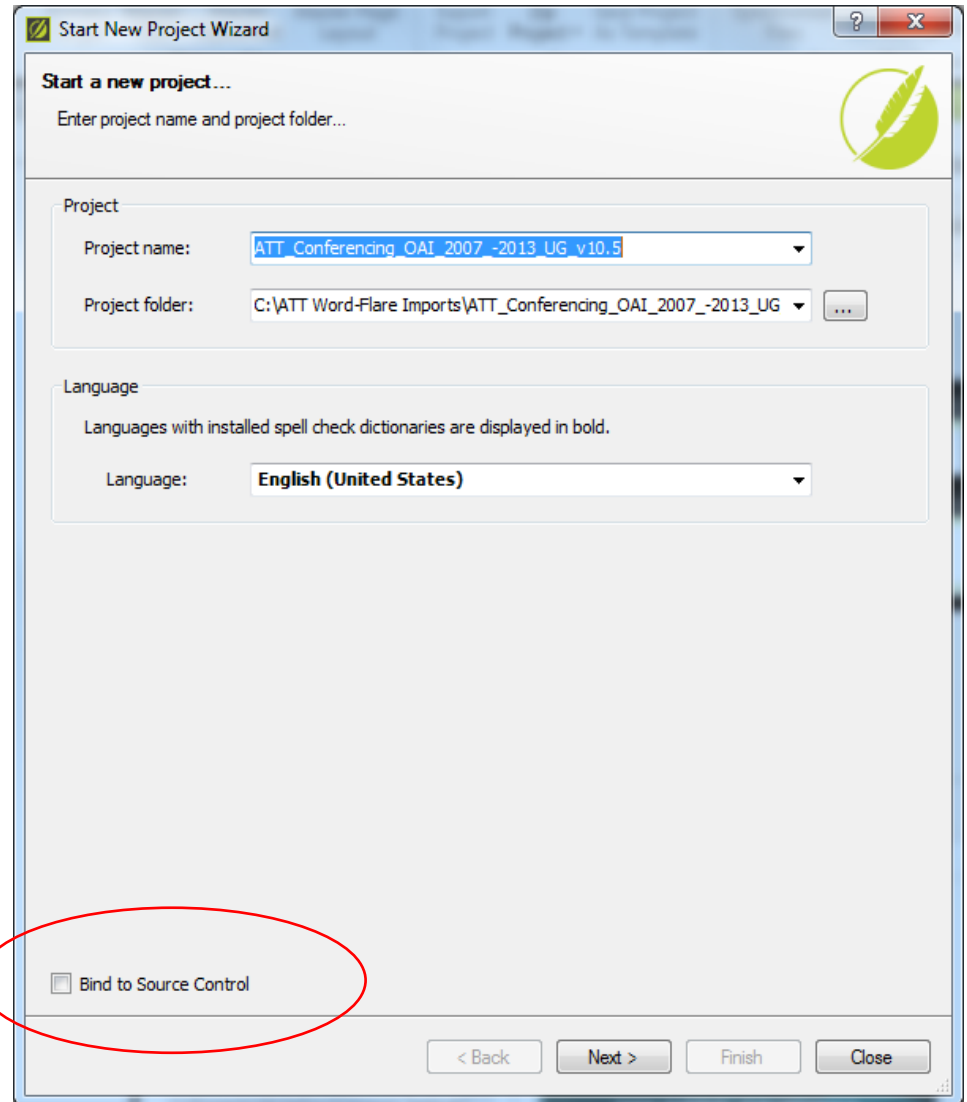 Start New Project Wizard
Start a new project...
Enter project name and project folder...
Project
Project name: ATT_Conferencing_OAI_2007_-2013_UG_v10.5
Project folder: C:\ATT Word-Flare Imports\ATT_Conferencing_OAI_2007_-2013_UG ...
Language
Languages with installed spell check dictionaries are displayed in bold.
Language: English (United States)
Bind to Source Control
< Back Next > Finish Close